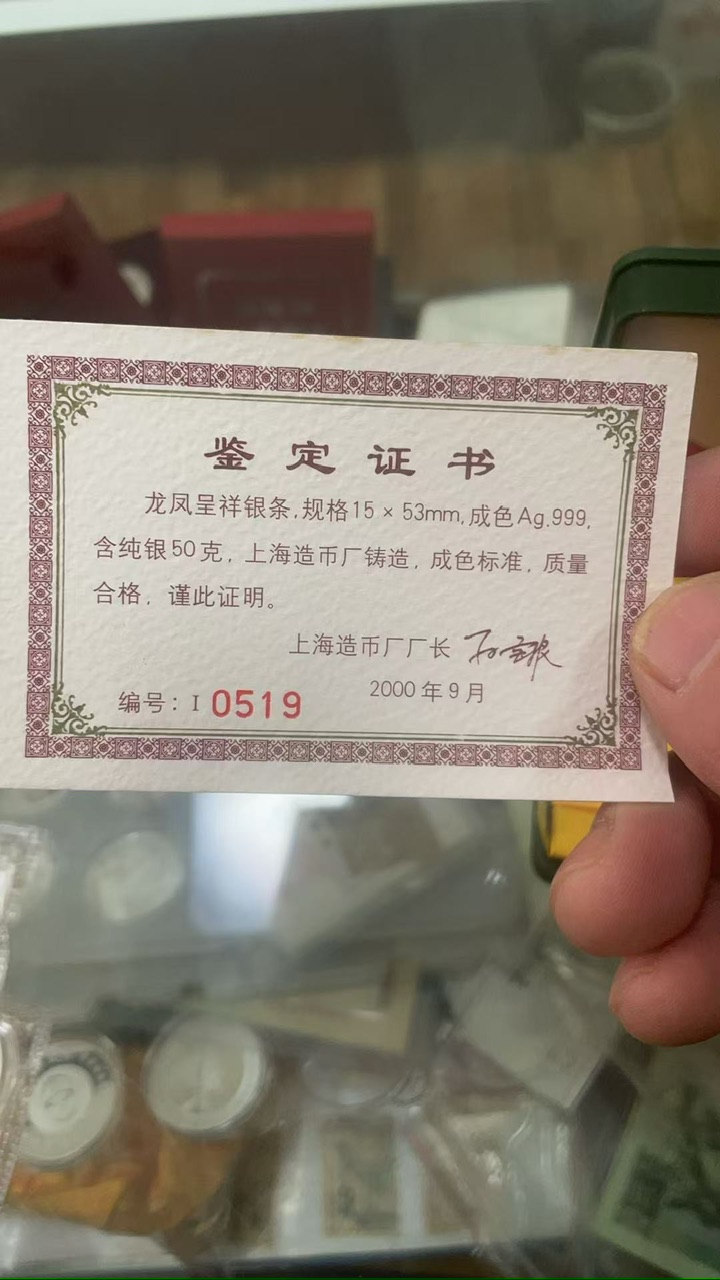 鉴定证书
龙凤呈祥银条,规格15×53mm,成色Ag.999,
含纯银50克,上海造币厂铸造,成色标准,质量
合格,谨此证明。
上海造币厂厂长
编号:I 0519
2000年9月